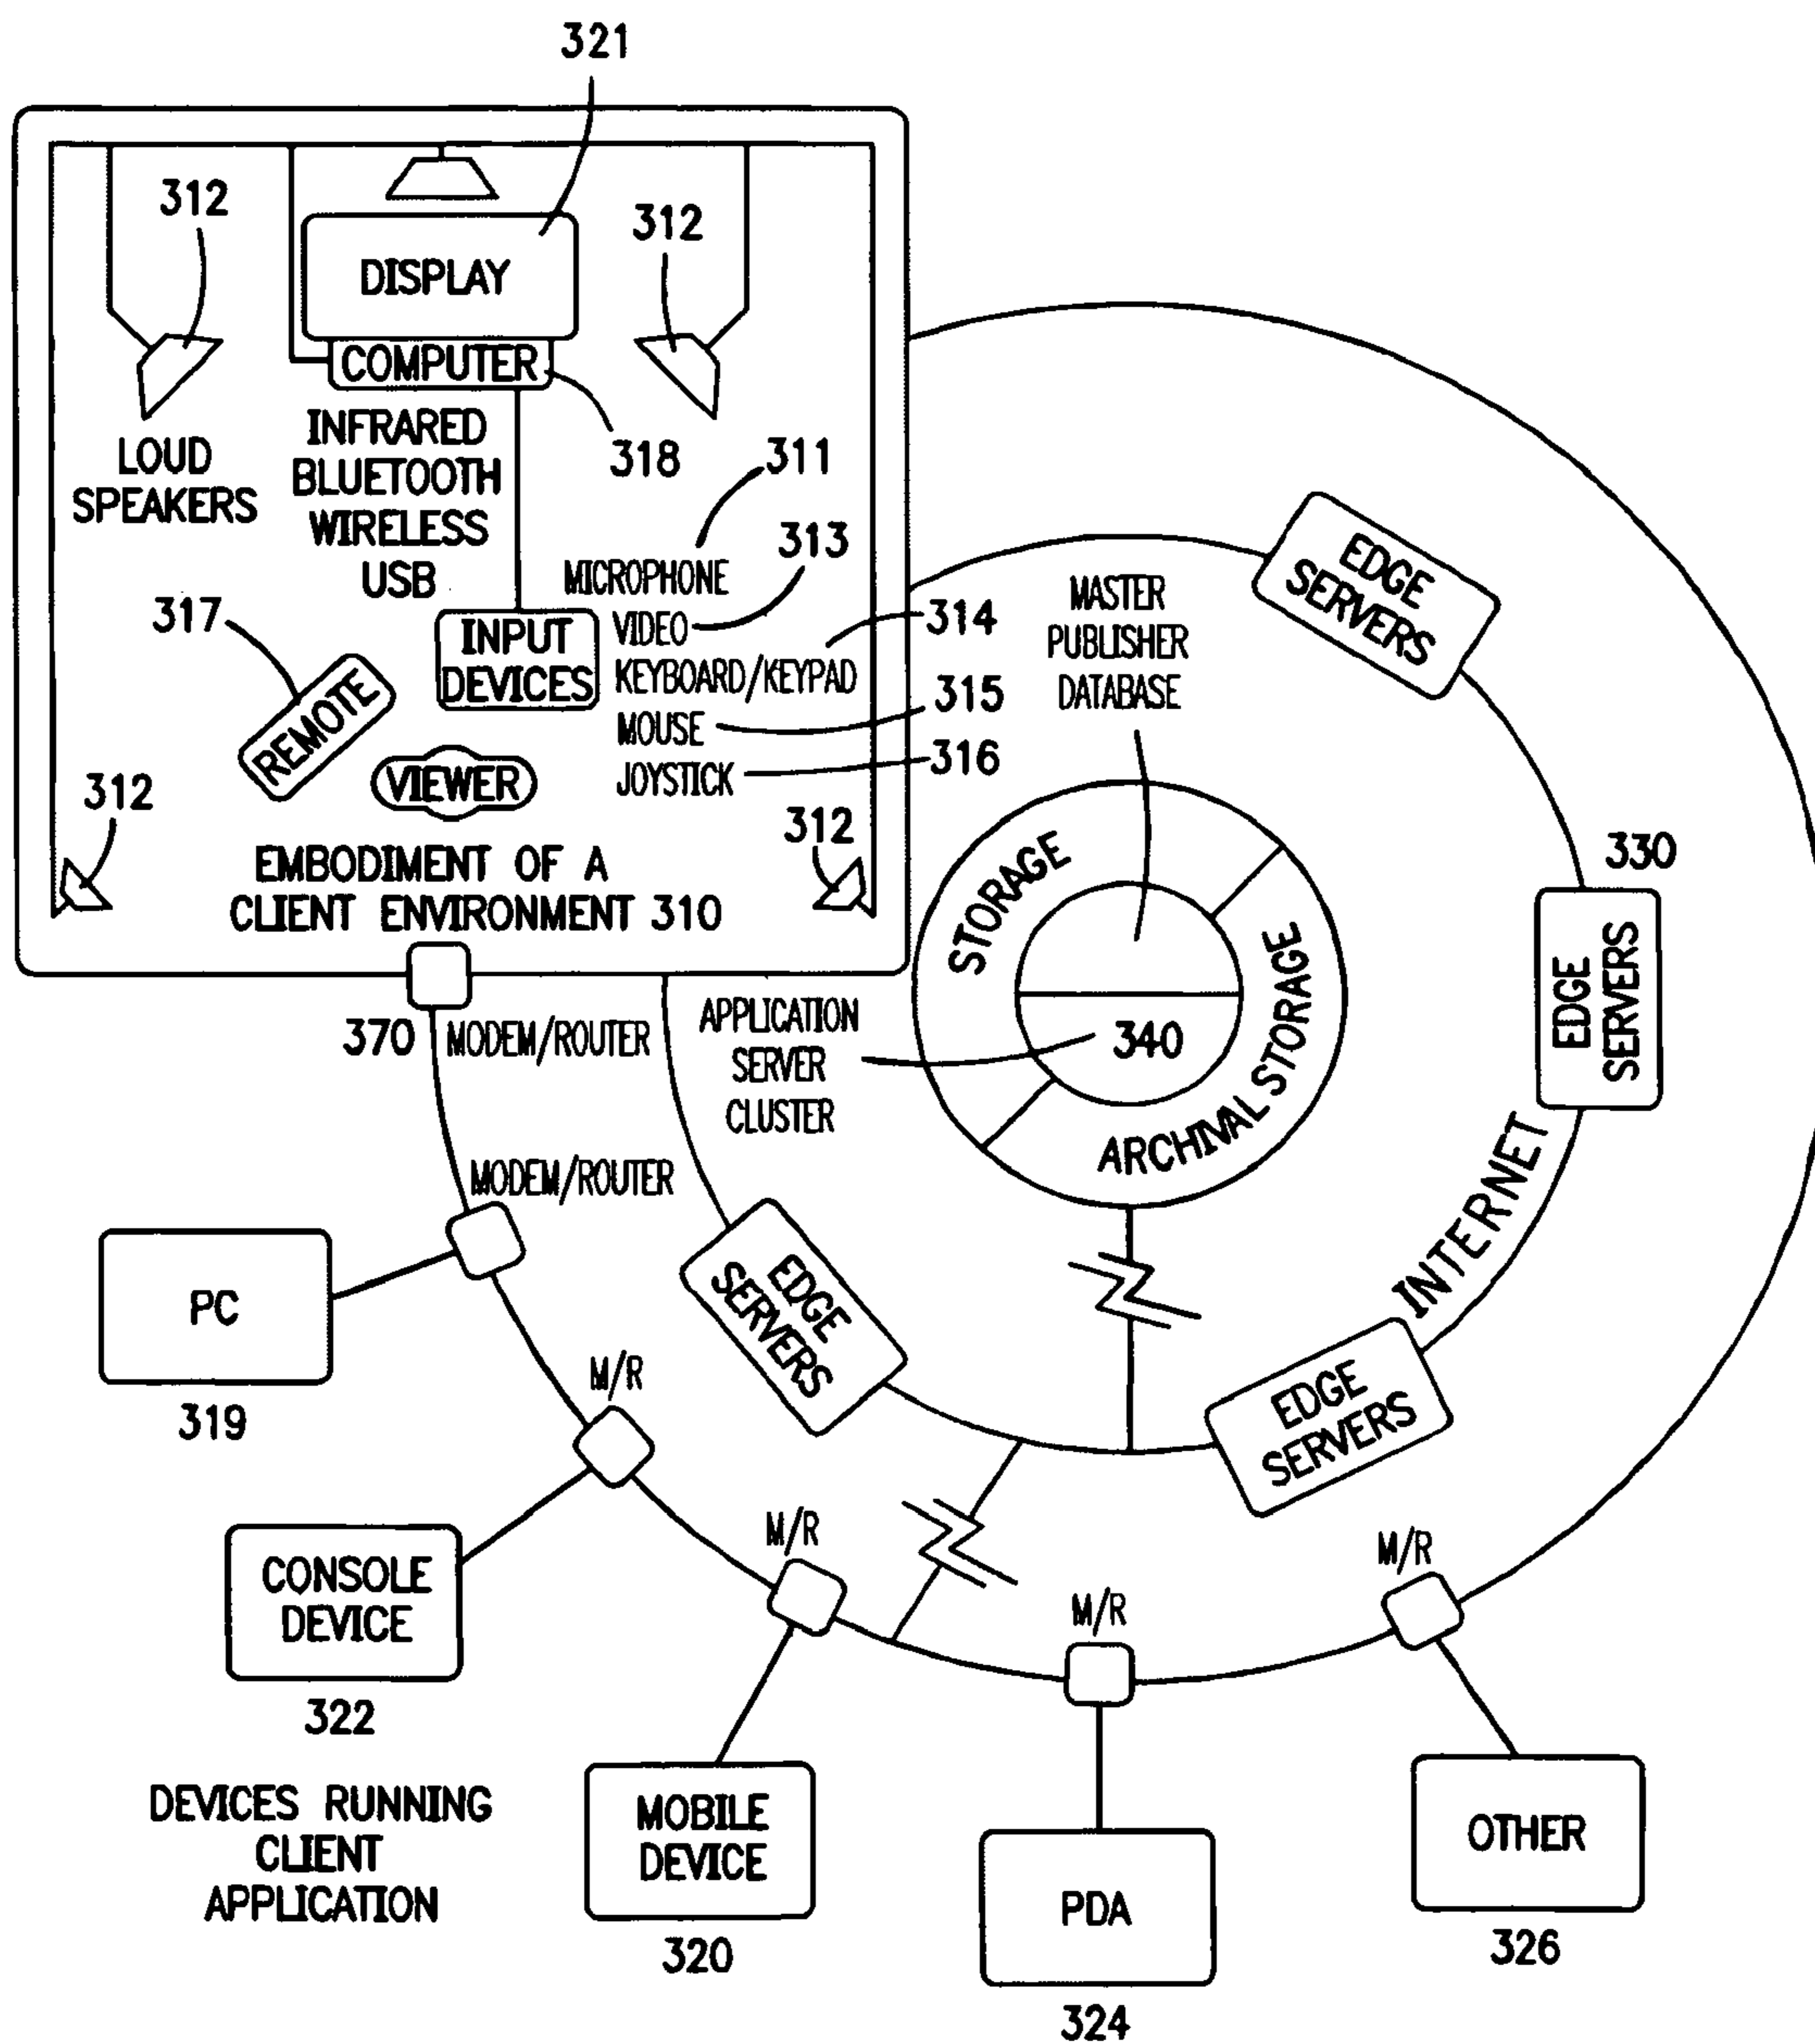 321
312
312
DISPLAY
COMPUTER
318
LOUD
SPEAKERS
INFRARED
BLUETOOTH
WIRELESS
USB
311
313
MICROPHONE
VIDEO
314
KEYBOARD/KEYPAD
315
MOUSE
316
JOYSTICK
INPUT
DEVICES
317
REMOTE
VIEWER
312
312
EMBODIMENT OF A
CLIENT ENVIRONMENT 310
MASTER
PUBLISHER
DATABASE
EDGE
SERVERS
330
EDGE
SERVERS
STORAGE
ARCHIVAL STORAGE
340
APPLICATION
SERVER
CLUSTER
370 MODEM/ROUTER
MODEM/ROUTER
INTERNET
EDGE
SERVERS
EDGE
SERVERS
PC
319
M/R
CONSOLE
DEVICE
322
M/R
M/R
M/R
DEVICES RUNNING
CLIENT
APPLICATION
MOBILE
DEVICE
320
PDA
324
OTHER
326